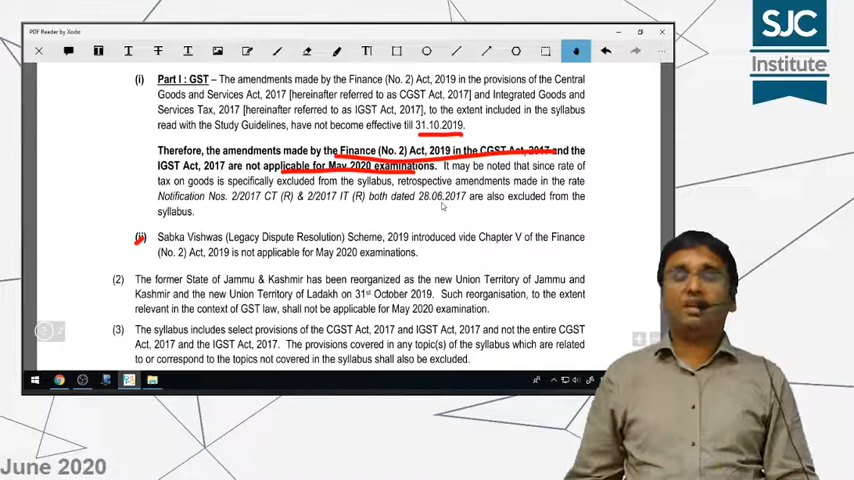 PDF Reader by Xodo
(i) Part I : GST – The amendments made by the Finance (No. 2) Act, 2019 in the provisions of the Central
Goods and Services Act, 2017 [hereinafter referred to as CGST Act, 2017] and Integrated Goods and
Services Tax, 2017 [hereinafter referred to as IGST Act, 2017], to the extent included in the syllabus
read with the Study Guidelines, have not become effective till 31.10.2019.
Therefore, the amendments made by the Finance (No. 2) Act, 2019 in the CGST Act, 2017 and the
IGST Act, 2017 are not applicable for May 2020 examinations. It may be noted that since rate of
tax on goods is specifically excluded from the syllabus, retrospective amendments made in the rate
Notification Nos. 2/2017 CT (R) & 2/2017 IT (R) both dated 28.06.2017 are also excluded from the
syllabus.
(ii) Sabka Vishwas (Legacy Dispute Resolution) Scheme, 2019 introduced vide Chapter V of the Finance
(No. 2) Act, 2019 is not applicable for May 2020 examinations.
(2) The former State of Jammu & Kashmir has been reorganized as the new Union Territory of Jammu and
Kashmir and the new Union Territory of Ladakh on 31st October 2019. Such reorganisation, to the extent
relevant in the context of GST law, shall not be applicable for May 2020 examination.
(3) The syllabus includes select provisions of the CGST Act, 2017 and IGST Act, 2017 and not the entire CGST
Act, 2017 and the IGST Act, 2017. The provisions covered in any topic(s) of the syllabus which are related
to or correspond to the topics not covered in the syllabus shall also be excluded.
SJC
Institute
June 2020